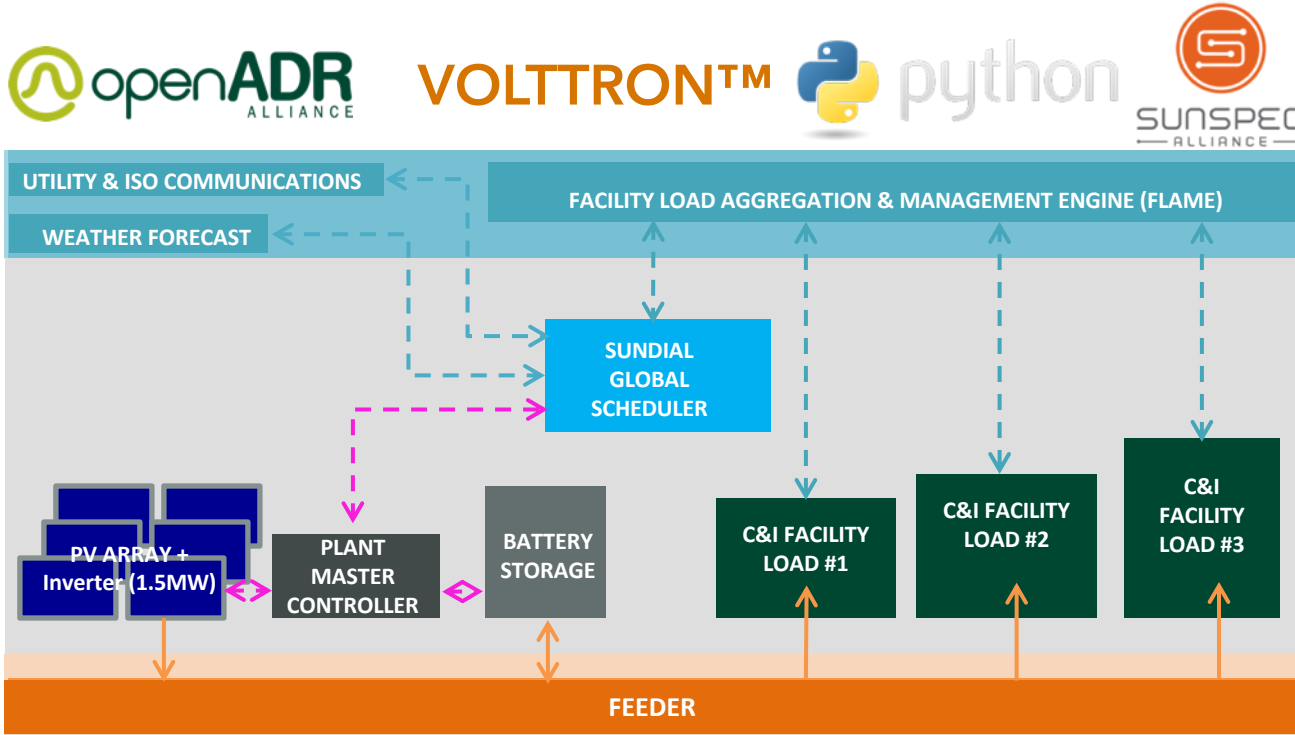 openADR
ALLIANCE
VOLTTRON™
python
SUNSPEC
ALLIANCE
UTILITY & ISO COMMUNICATIONS
FACILITY LOAD AGGREGATION & MANAGEMENT ENGINE (FLAME)
WEATHER FORECAST
SUNDIAL
GLOBAL
SCHEDULER
PV ARRAY +
Inverter (1.5MW)
PLANT
MASTER
CONTROLLER
BATTERY
STORAGE
C&I FACILITY
LOAD #1
C&I FACILITY
LOAD #2
C&I
FACILITY
LOAD #3
FEEDER